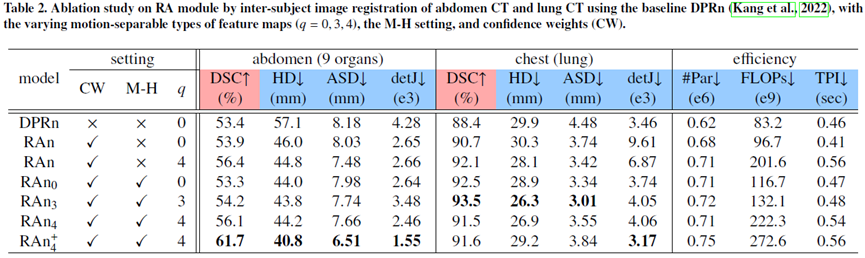 Table 2. Ablation study on RA module by inter-subject image registration of abdomen CT and lung CT using the baseline DPRn (Kang et al., 2022), with
the varying motion-separable types of feature maps (q = 0, 3, 4), the M-H setting, and confidence weights (CW).
setting abdomen (9 organs) chest (lung) efficiency
model CW M-H q DSC↑ HD↓ ASD↓ detJ↓ DSC↑ HD↓ ASD↓ detJ↓ #Par↓ FLOPs↓ TPI↓
(%) (mm) (mm) (e3) (%) (mm) (mm) (e3) (e6) (e9) (sec)
DPRn × × 0 53.4 57.1 8.18 4.28 88.4 29.9 4.48 3.46 0.62 83.2 0.46
RAn ✓ × 0 53.9 46.0 8.03 2.65 90.7 30.3 3.74 9.61 0.68 96.7 0.41
RAn ✓ × 4 56.4 44.8 7.48 2.66 92.1 28.1 3.42 6.87 0.71 201.6 0.56
RAn₀ ✓ ✓ 0 53.3 44.0 7.98 2.64 92.5 28.9 3.34 3.74 0.71 116.7 0.47
RAn₃ ✓ ✓ 3 54.2 43.8 7.74 3.48 93.5 26.3 3.01 4.05 0.72 132.1 0.48
RAn₄ ✓ ✓ 4 56.1 44.2 7.66 2.46 91.5 26.9 3.55 4.06 0.71 222.3 0.54
RAn₄⁺ ✓ ✓ 4 61.7 40.8 6.51 1.55 91.6 29.2 3.84 3.17 0.75 272.6 0.56